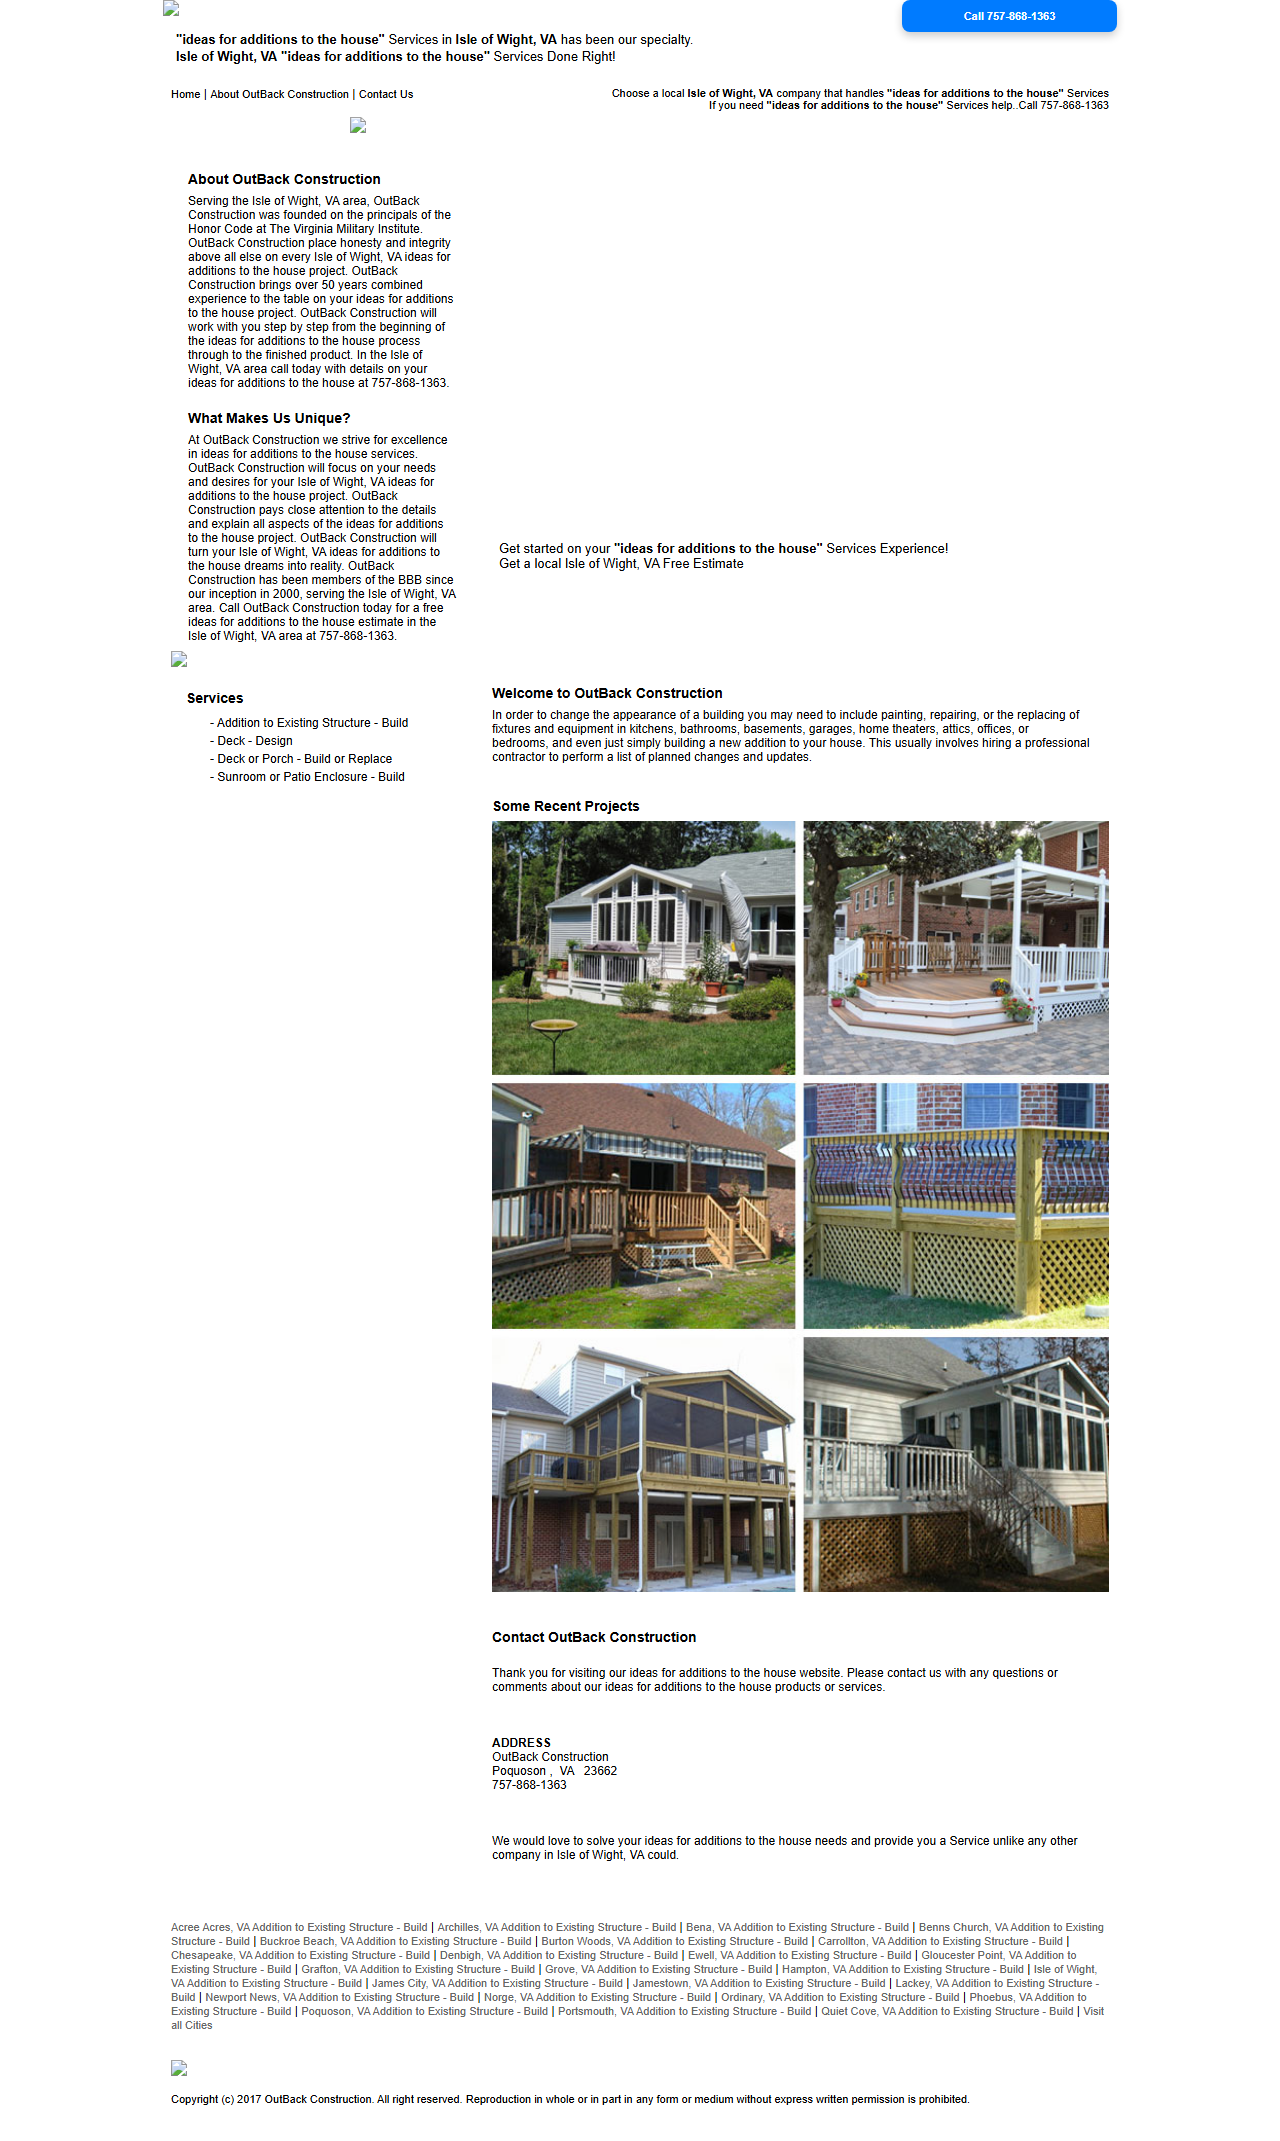 Call 757-868-1363
"ideas for additions to the house" Services in Isle of Wight, VA has been our specialty.
Isle of Wight, VA "ideas for additions to the house" Services Done Right!
Home | About OutBack Construction | Contact Us
Choose a local Isle of Wight, VA company that handles "ideas for additions to the house" Services
If you need "ideas for additions to the house" Services help..Call 757-868-1363
About OutBack Construction
Serving the Isle of Wight, VA area, OutBack
Construction was founded on the principals of the
Honor Code at The Virginia Military Institute.
OutBack Construction place honesty and integrity
above all else on every Isle of Wight, VA ideas for
additions to the house project. OutBack
Construction brings over 50 years combined
experience to the table on your ideas for additions
to the house project. OutBack Construction will
work with you step by step from the beginning of
the ideas for additions to the house process
through to the finished product. In the Isle of
Wight, VA area call today with details on your
ideas for additions to the house at 757-868-1363.
What Makes Us Unique?
At OutBack Construction we strive for excellence
in ideas for additions to the house services.
OutBack Construction will focus on your needs
and desires for your Isle of Wight, VA ideas for
additions to the house project. OutBack
Construction pays close attention to the details
and explain all aspects of the ideas for additions
to the house project. OutBack Construction will
turn your Isle of Wight, VA ideas for additions to
the house dreams into reality. OutBack
Construction has been members of the BBB since
our inception in 2000, serving the Isle of Wight, VA
area. Call OutBack Construction today for a free
ideas for additions to the house estimate in the
Isle of Wight, VA area at 757-868-1363.
Get started on your "ideas for additions to the house" Services Experience!
Get a local Isle of Wight, VA Free Estimate
Services
- Addition to Existing Structure - Build
- Deck - Design
- Deck or Porch - Build or Replace
- Sunroom or Patio Enclosure - Build
Welcome to OutBack Construction
In order to change the appearance of a building you may need to include painting, repairing, or the replacing of
fixtures and equipment in kitchens, bathrooms, basements, garages, home theaters, attics, offices, or
bedrooms, and even just simply building a new addition to your house. This usually involves hiring a professional
contractor to perform a list of planned changes and updates.
Some Recent Projects
Contact OutBack Construction
Thank you for visiting our ideas for additions to the house website. Please contact us with any questions or
comments about our ideas for additions to the house products or services.
ADDRESS
OutBack Construction
Poquoson , VA 23662
757-868-1363
We would love to solve your ideas for additions to the house needs and provide you a Service unlike any other
company in Isle of Wight, VA could.
Acree Acres, VA Addition to Existing Structure - Build | Archilles, VA Addition to Existing Structure - Build | Bena, VA Addition to Existing Structure - Build | Benns Church, VA Addition to Existing
Structure - Build | Buckroe Beach, VA Addition to Existing Structure - Build | Burton Woods, VA Addition to Existing Structure - Build | Carrollton, VA Addition to Existing Structure - Build |
Chesapeake, VA Addition to Existing Structure - Build | Denbigh, VA Addition to Existing Structure - Build | Ewell, VA Addition to Existing Structure - Build | Gloucester Point, VA Addition to
Existing Structure - Build | Grafton, VA Addition to Existing Structure - Build | Grove, VA Addition to Existing Structure - Build | Hampton, VA Addition to Existing Structure - Build | Isle of Wight,
VA Addition to Existing Structure - Build | James City, VA Addition to Existing Structure - Build | Jamestown, VA Addition to Existing Structure - Build | Lackey, VA Addition to Existing Structure -
Build | Newport News, VA Addition to Existing Structure - Build | Norge, VA Addition to Existing Structure - Build | Ordinary, VA Addition to Existing Structure - Build | Phoebus, VA Addition to
Existing Structure - Build | Poquoson, VA Addition to Existing Structure - Build | Portsmouth, VA Addition to Existing Structure - Build | Quiet Cove, VA Addition to Existing Structure - Build | Visit
all Cities
Copyright (c) 2017 OutBack Construction. All right reserved. Reproduction in whole or in part in any form or medium without express written permission is prohibited.